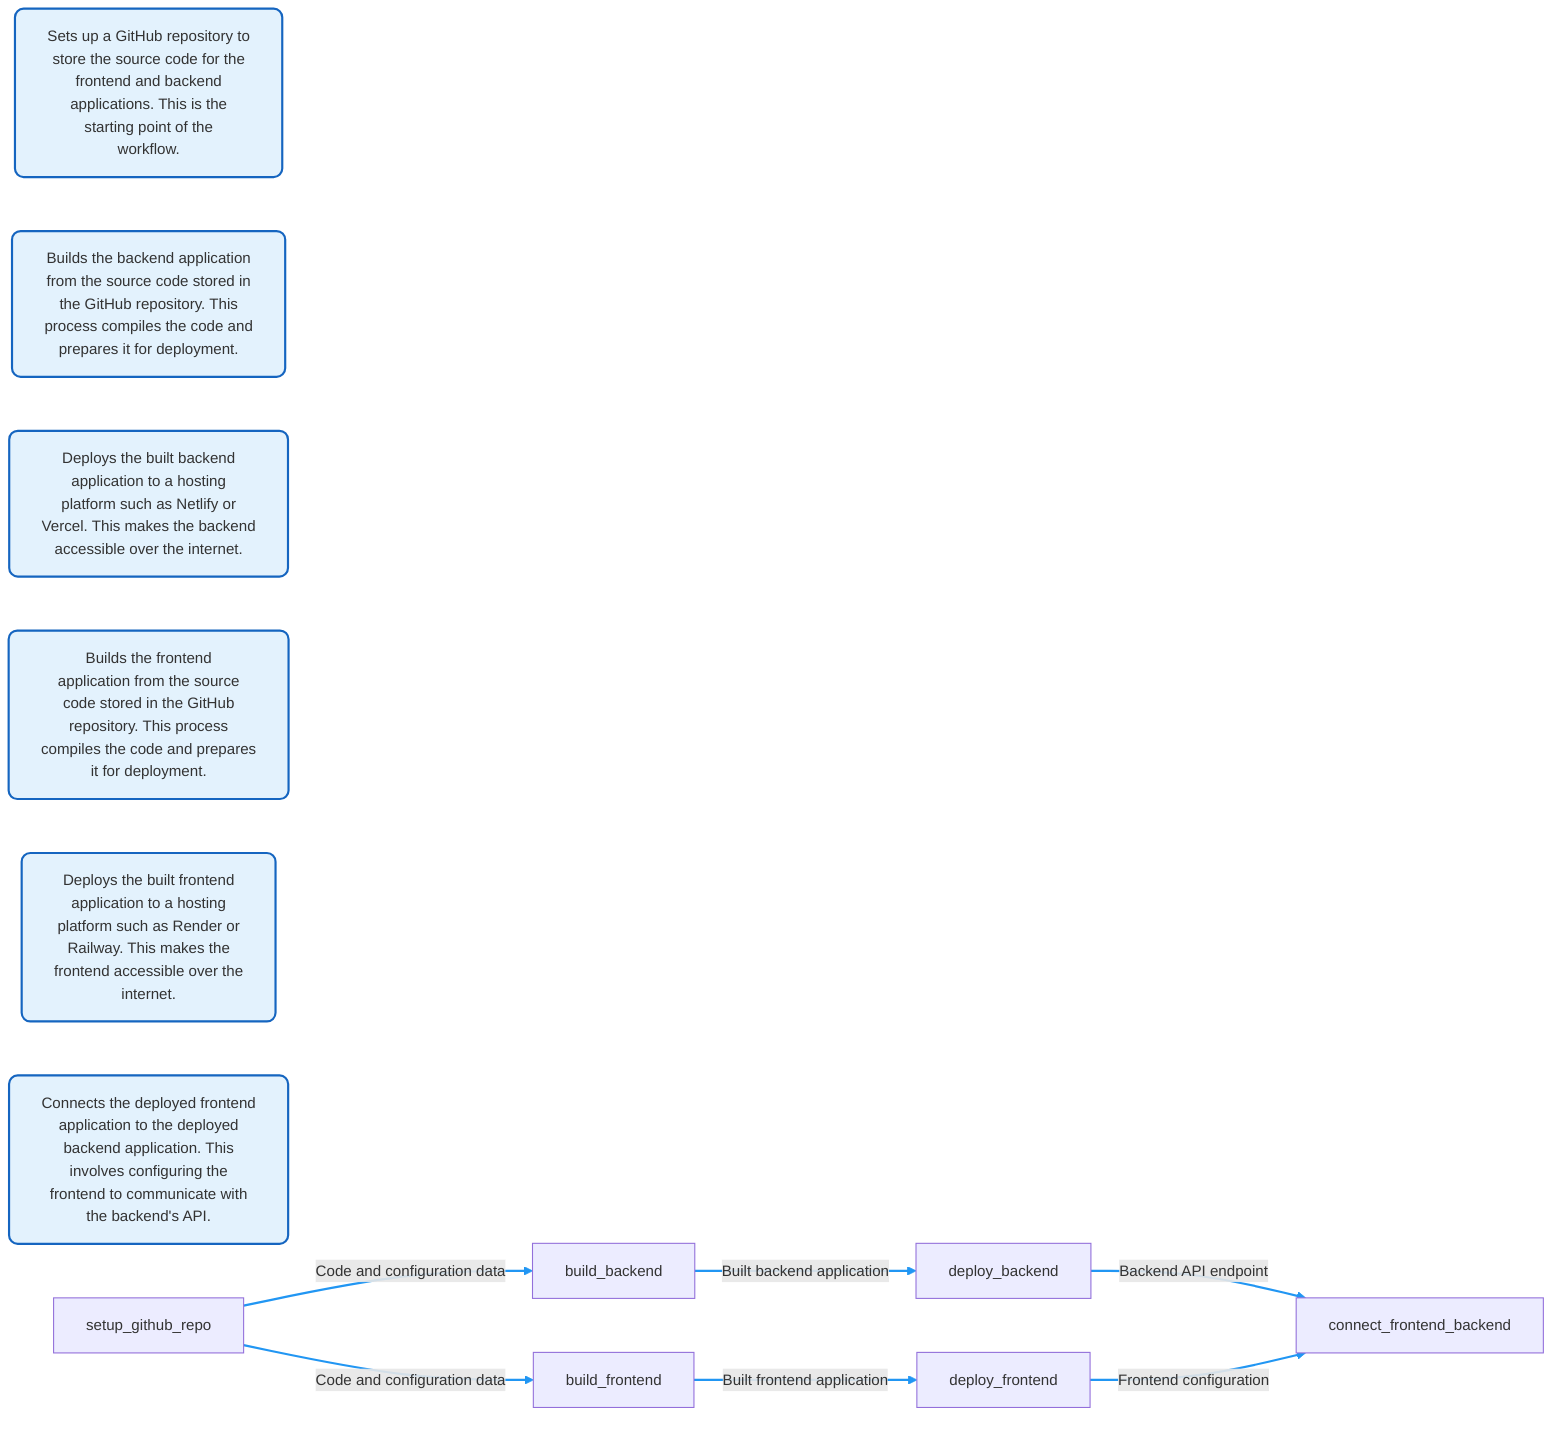 Sets up a GitHub repository to
store the source code for the
frontend and backend
applications. This is the
starting point of the
workflow.
Builds the backend application
from the source code stored in
the GitHub repository. This
process compiles the code and
prepares it for deployment.
Deploys the built backend
application to a hosting
platform such as Netlify or
Vercel. This makes the backend
accessible over the internet.
Builds the frontend
application from the source
code stored in the GitHub
repository. This process
compiles the code and prepares
it for deployment.
Deploys the built frontend
application to a hosting
platform such as Render or
Railway. This makes the
frontend accessible over the
internet.
Connects the deployed frontend
application to the deployed
backend application. This
involves configuring the
frontend to communicate with
the backend's API.
Code and configuration data
build_backend
Built backend application
deploy_backend
Backend API endpoint
setup_github_repo
connect_frontend_backend
Code and configuration data
build_frontend
Built frontend application
deploy_frontend
Frontend configuration